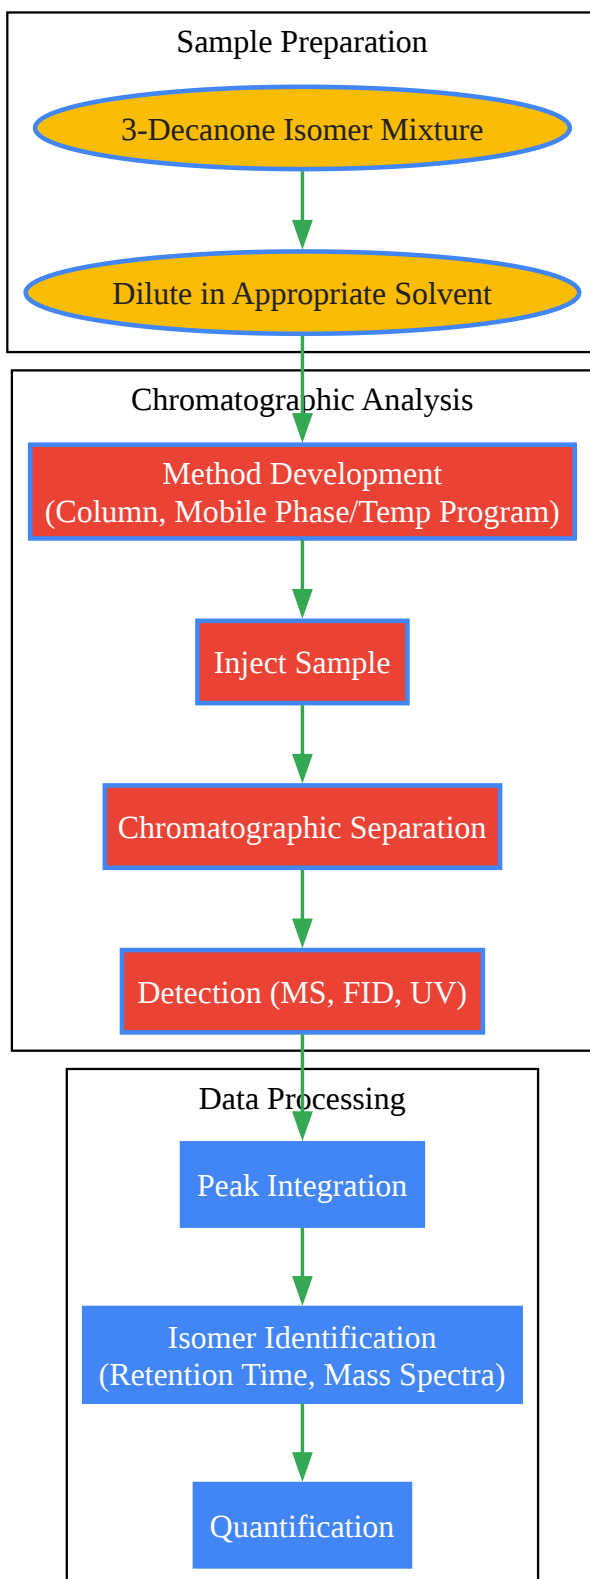 Sample Preparation
3-Decanone Isomer Mixture
Dilute in Appropriate Solvent
Chromatographic Analysis
Method Development
(Column, Mobile Phase/Temp Program)
Inject Sample
Chromatographic Separation
Detection (MS, FID, UV)
Data Processing
Peak Integration
Isomer Identification
(Retention Time, Mass Spectra)
Quantification